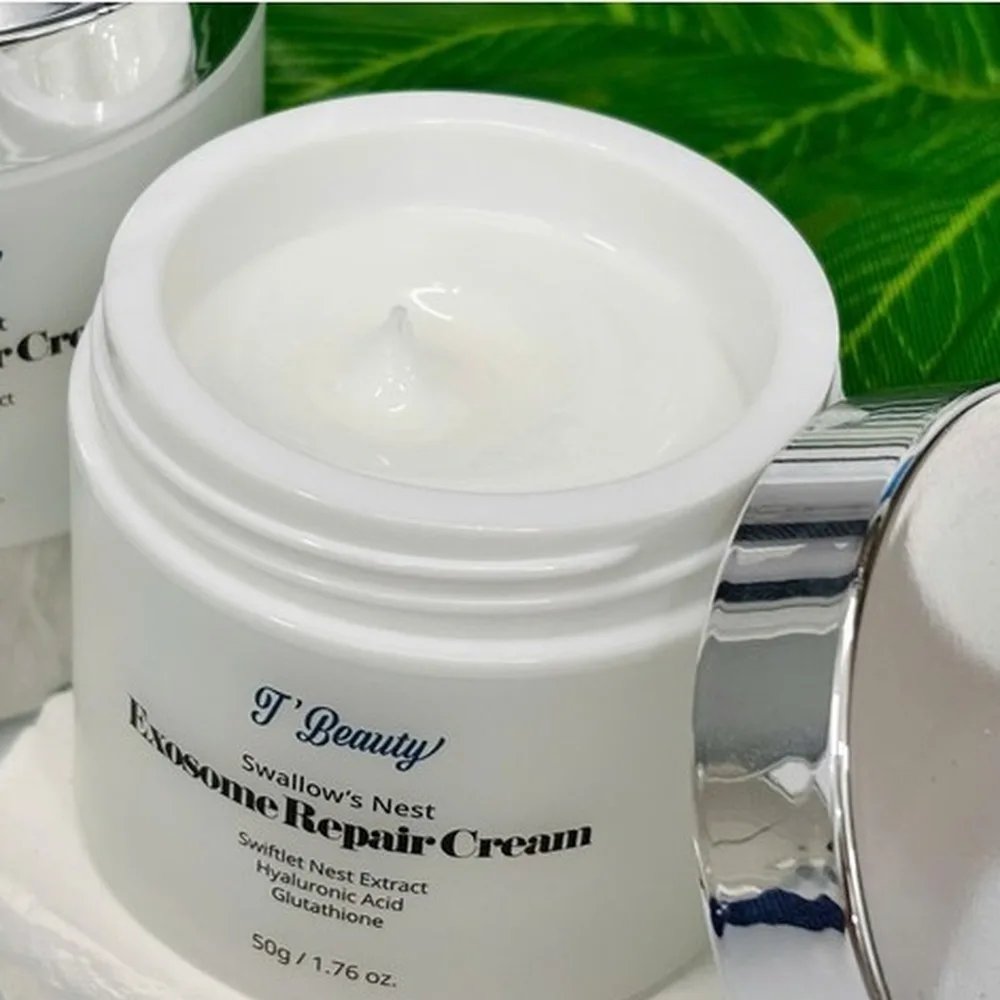 T' Beauty
Swallow's Nest
Exosome Repair Cream
Swiftlet Nest Extract
Hyaluronic Acid
Glutathione
50g / 1.76 oz.